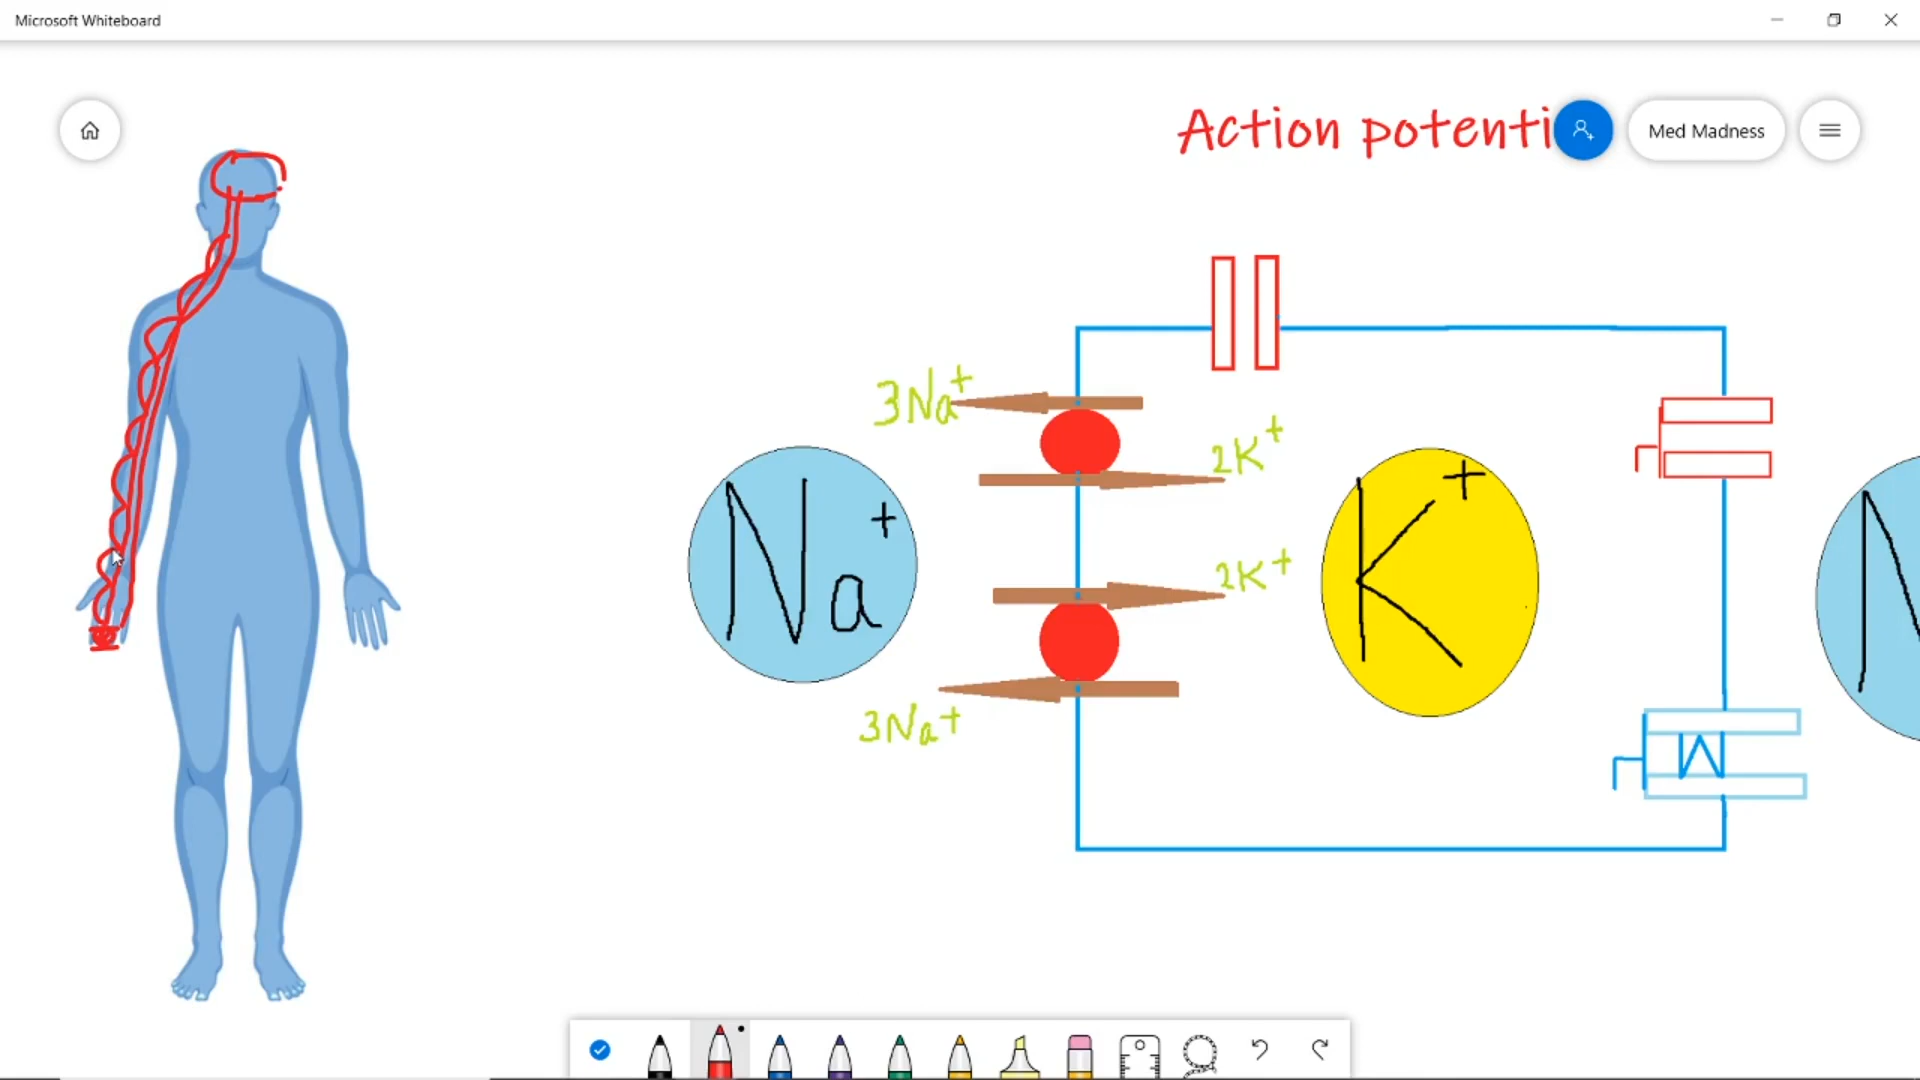 Microsoft Whiteboard
Action potenti
Med Madness
3Na+
2K+
Na+
K+
2K+
3Na+